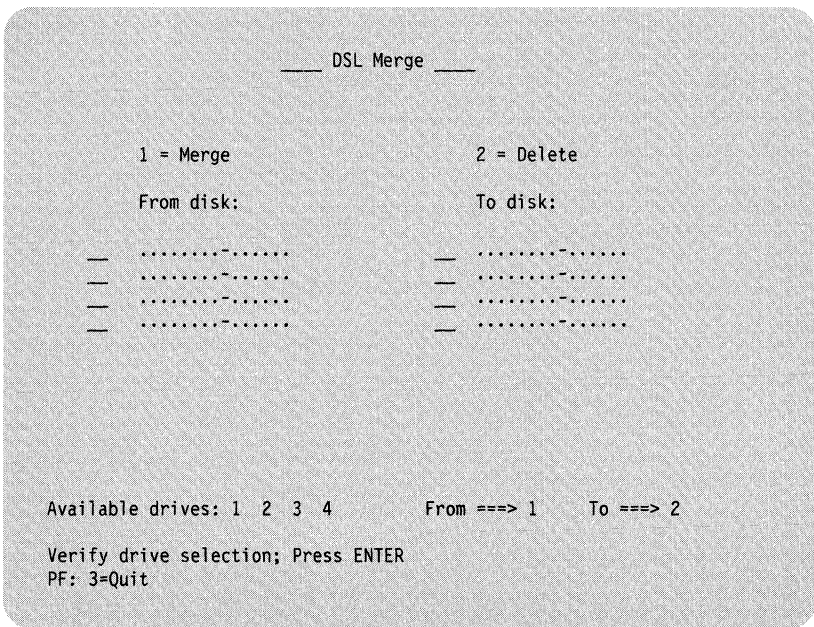 ____ DSL Merge ____
1 = Merge 2 = Delete
From disk: To disk:
__ ........-...... __ ........-......
__ ........-...... __ ........-......
__ ........-...... __ ........-......
__ ........-...... __ ........-......
Available drives: 1 2 3 4 From ===> 1 To ===> 2
Verify drive selection; Press ENTER
PF: 3=Quit